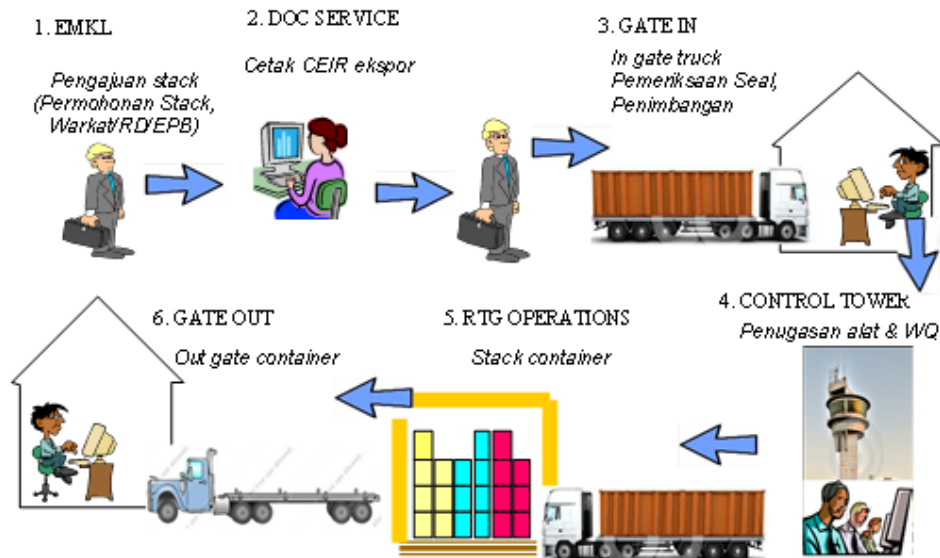 1. EMKL
Pengajuan stack
(Permohonan Stack,
Warkat/RD/EPB)
2. DOC SERVICE
Cetak CEIR ekspor
3. GATE IN
In gate truck
Pemeriksaan Seal,
Penimbangan
4. CONTROL TOWER
Penugasan alat & WQ
5. RTG OPERATIONS
Stack container
6. GATE OUT
Out gate container